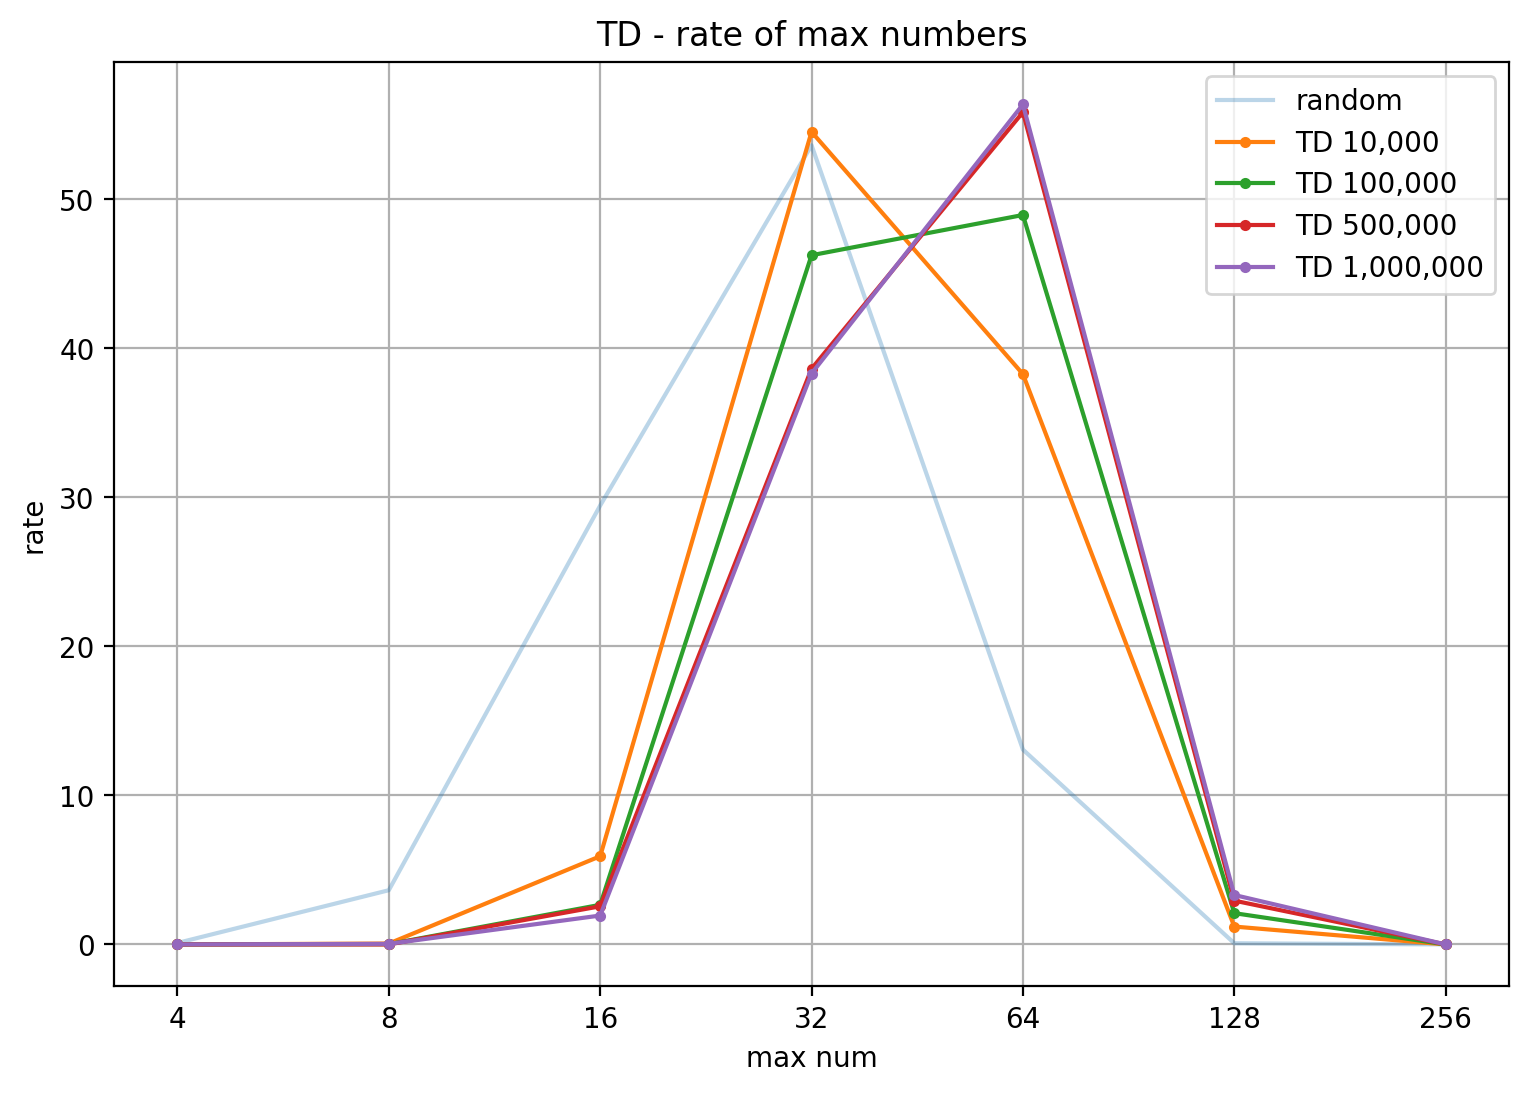 TD - rate of max numbers
random
TD 10,000
TD 100,000
TD 500,000
TD 1,000,000
rate
50
40
30
20
10
0
4 8 16 32 64 128 256
max num